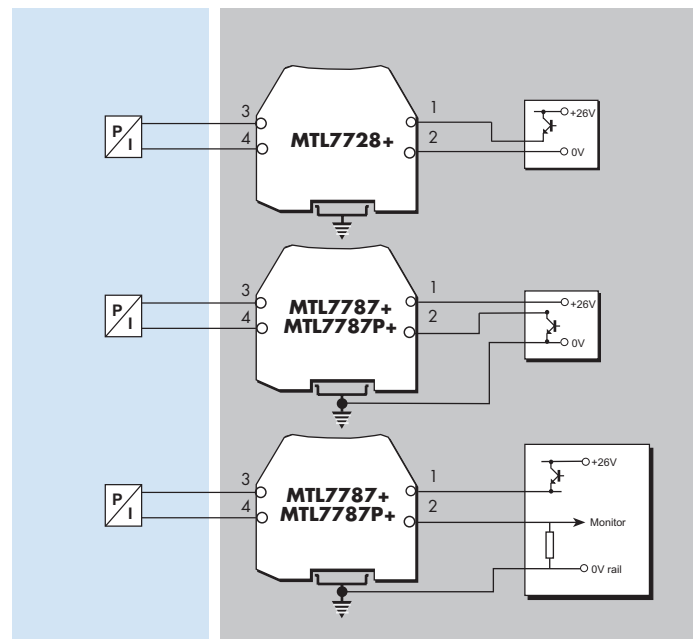 3 1
P/I 4 MTL7728+ 2 +26V
0V
3 1
P/I 4 MTL7787+ 2 +26V
MTL7787P+ 0V
3 1 +26V
P/I 4 MTL7787+ 2 Monitor
MTL7787P+
0V rail